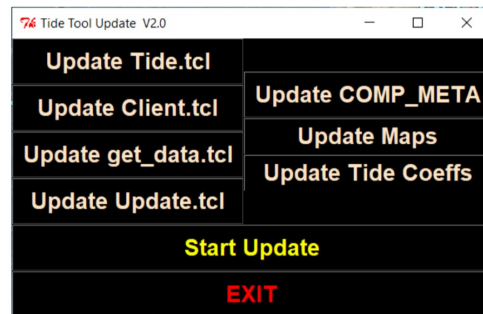 Tide Tool Update V2.0
Update Tide.tcl
Update Client.tcl
Update get_data.tcl
Update Update.tcl
Update COMP_META
Update Maps
Update Tide Coeffs
Start Update
EXIT